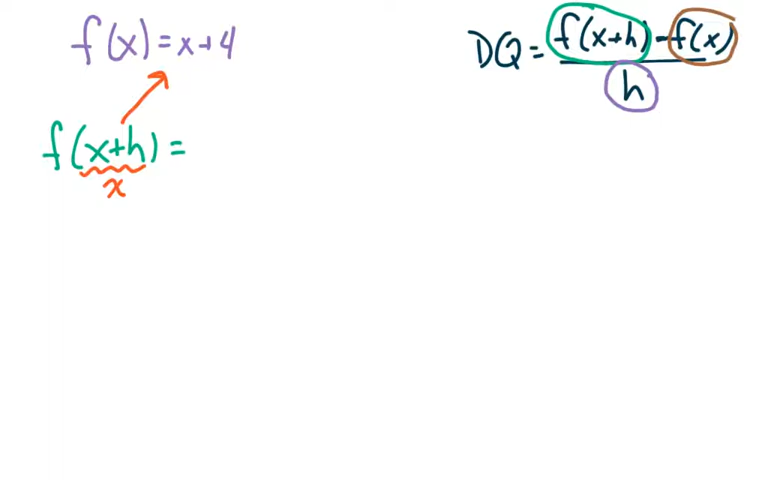 f(x) = x+4
DQ = f(x+h) - f(x)
h
f(x+h) =
x